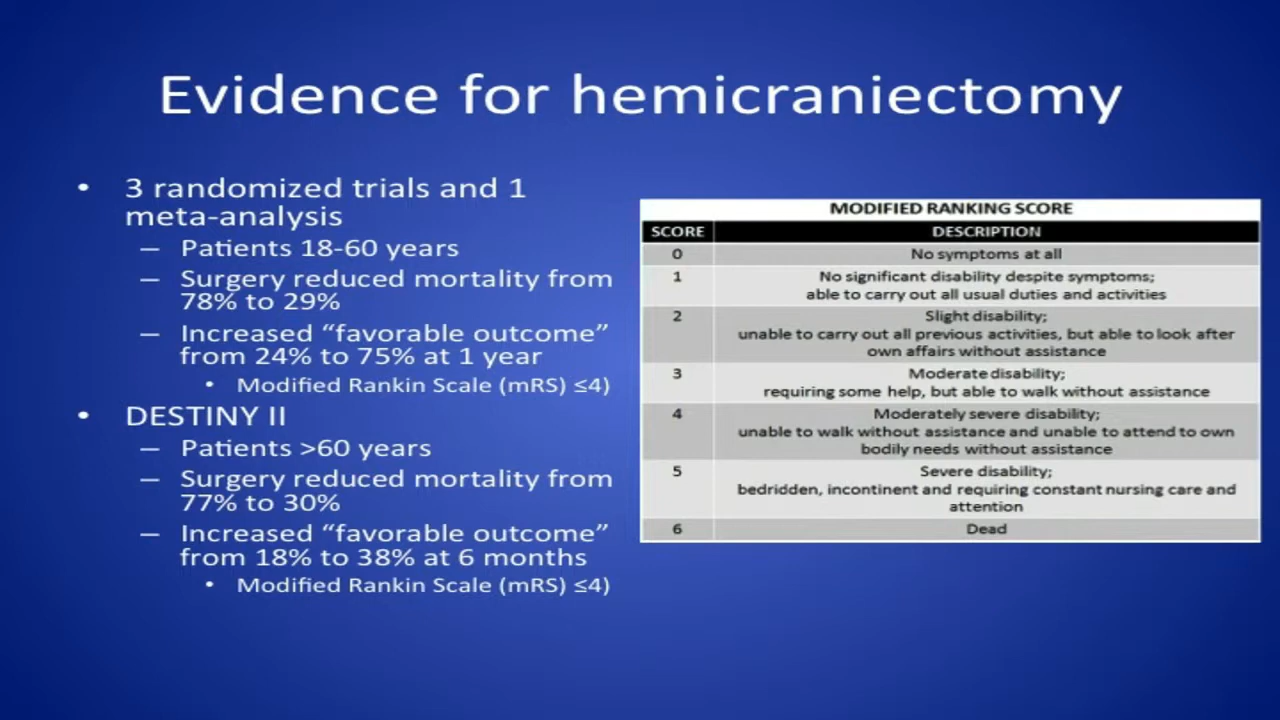 Evidence for hemicraniectomy
• 3 randomized trials and 1
meta-analysis
– Patients 18-60 years
– Surgery reduced mortality from
78% to 29%
– Increased “favorable outcome”
from 24% to 75% at 1 year
• Modified Rankin Scale (mRS) ≤4)
• DESTINY II
– Patients >60 years
– Surgery reduced mortality from
77% to 30%
– Increased “favorable outcome”
from 18% to 38% at 6 months
• Modified Rankin Scale (mRS) ≤4)
MODIFIED RANKING SCORE
SCORE DESCRIPTION
0 No symptoms at all
1 No significant disability despite symptoms;
able to carry out all usual duties and activities
2 Slight disability;
unable to carry out all previous activities, but able to look after
own affairs without assistance
3 Moderate disability;
requiring some help, but able to walk without assistance
4 Moderately severe disability;
unable to walk without assistance and unable to attend to own
bodily needs without assistance
5 Severe disability;
bedridden, incontinent and requiring constant nursing care and
attention
6 Dead